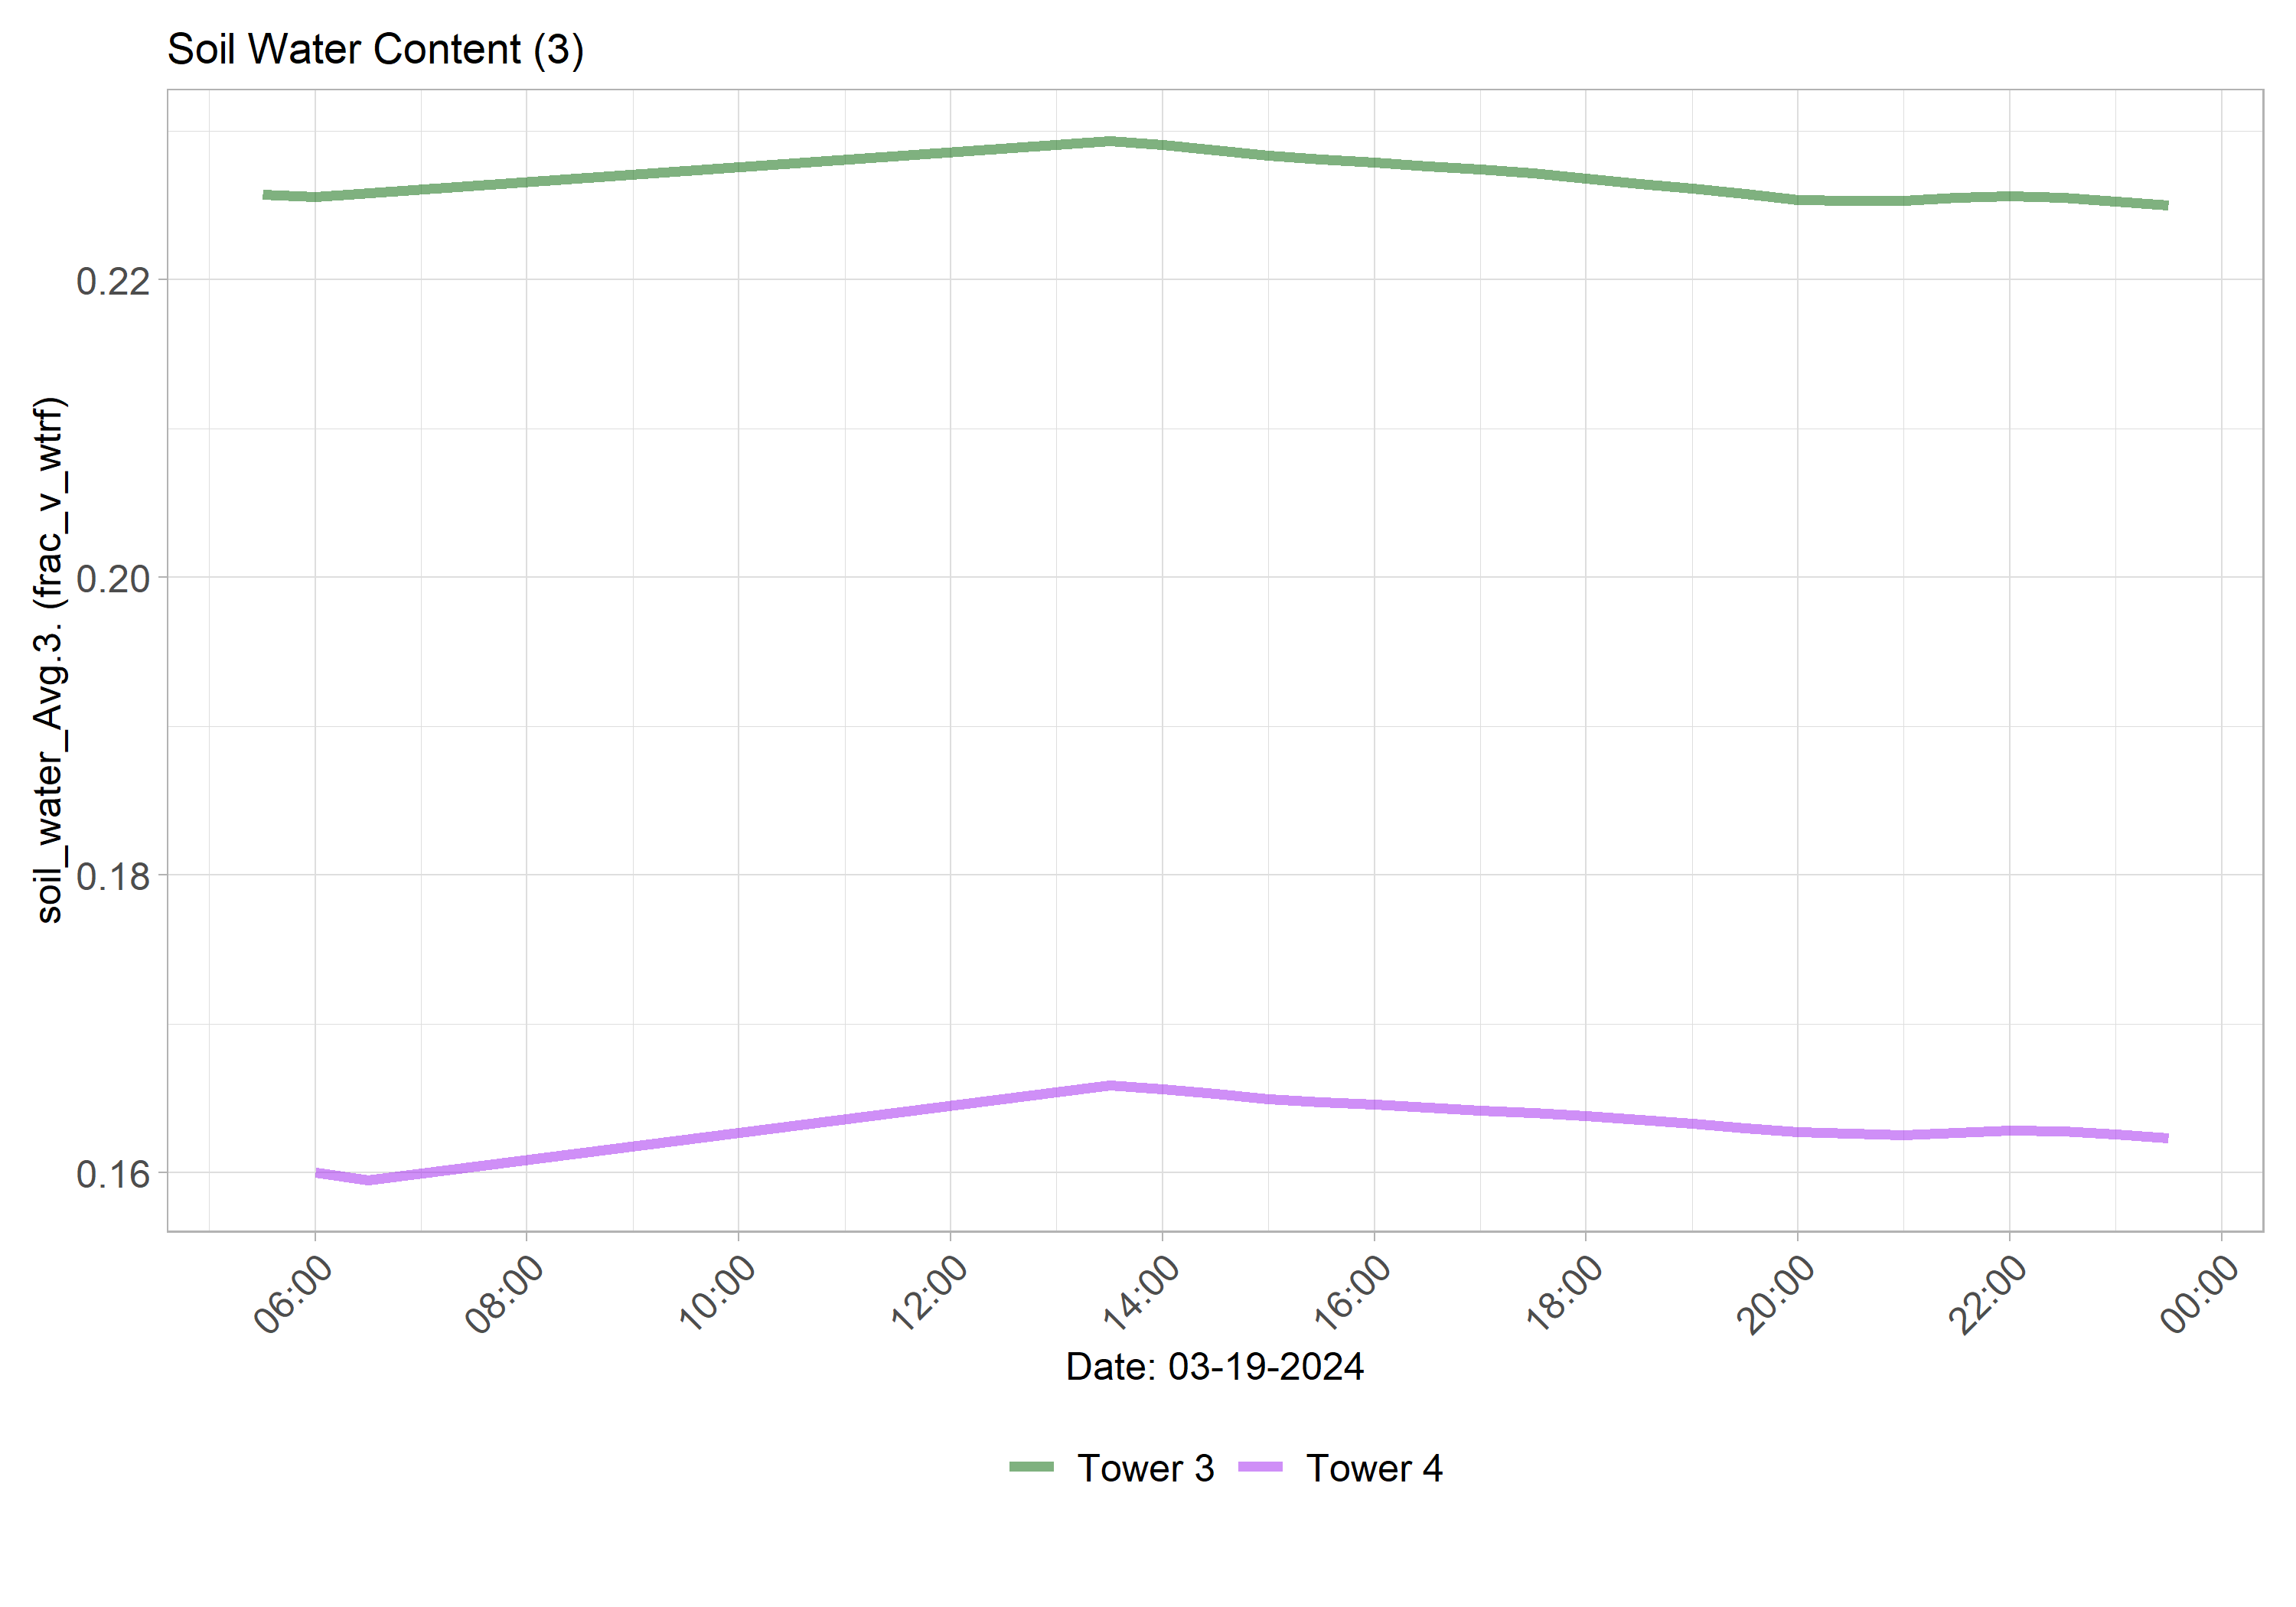 Soil Water Content (3)
soil_water_Avg.3. (frac_v_wtrf)
0.22
0.20
0.18
0.16
06:00 08:00 10:00 12:00 14:00 16:00 18:00 20:00 22:00 00:00
Date: 03-19-2024
Tower 3 Tower 4